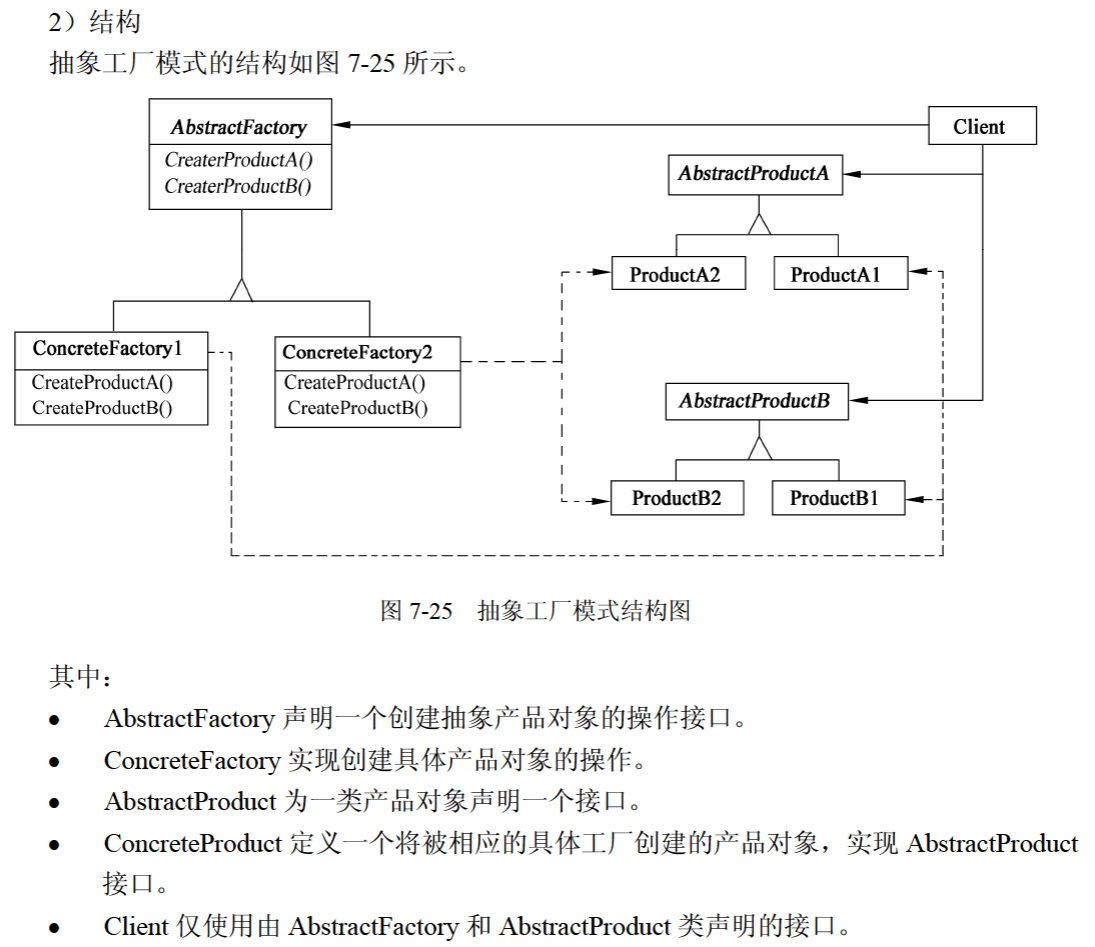 2）结构
抽象工厂模式的结构如图 7-25 所示。
AbstractFactory
CreaterProductA()
CreaterProductB()
Client
AbstractProductA
ProductA2
ProductA1
ConcreteFactory1
CreateProductA()
CreateProductB()
ConcreteFactory2
CreateProductA()
CreateProductB()
AbstractProductB
ProductB2
ProductB1
图 7-25 抽象工厂模式结构图
其中：
● AbstractFactory 声明一个创建抽象产品对象的操作接口。
● ConcreteFactory 实现创建具体产品对象的操作。
● AbstractProduct 为一类产品对象声明一个接口。
● ConcreteProduct 定义一个将被相应的具体工厂创建的产品对象，实现 AbstractProduct
接口。
● Client 仅使用由 AbstractFactory 和 AbstractProduct 类声明的接口。